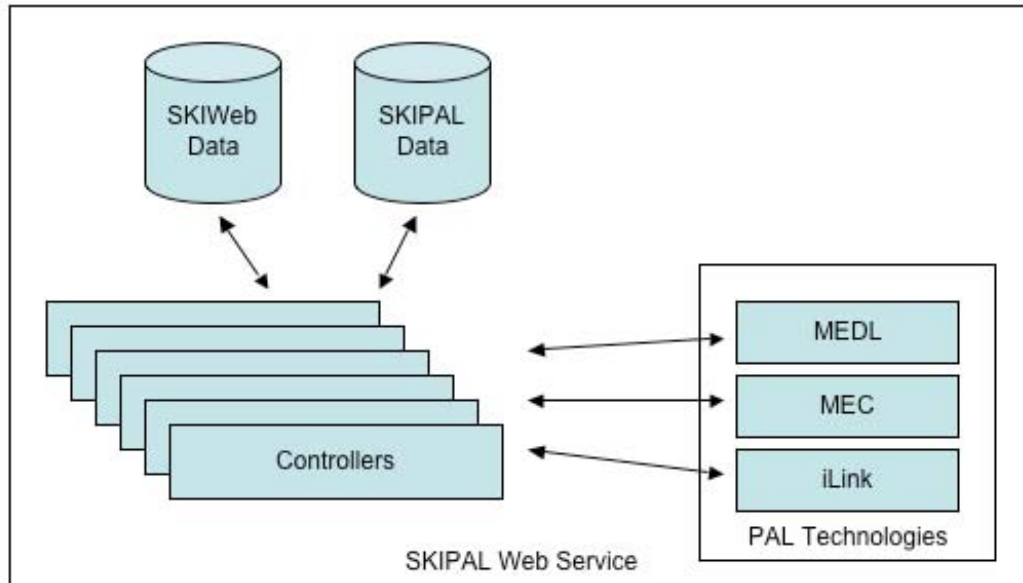 SKIWeb
Data
SKIPAL
Data
MEDL
MEC
iLink
PAL Technologies
Controllers
SKIPAL Web Service